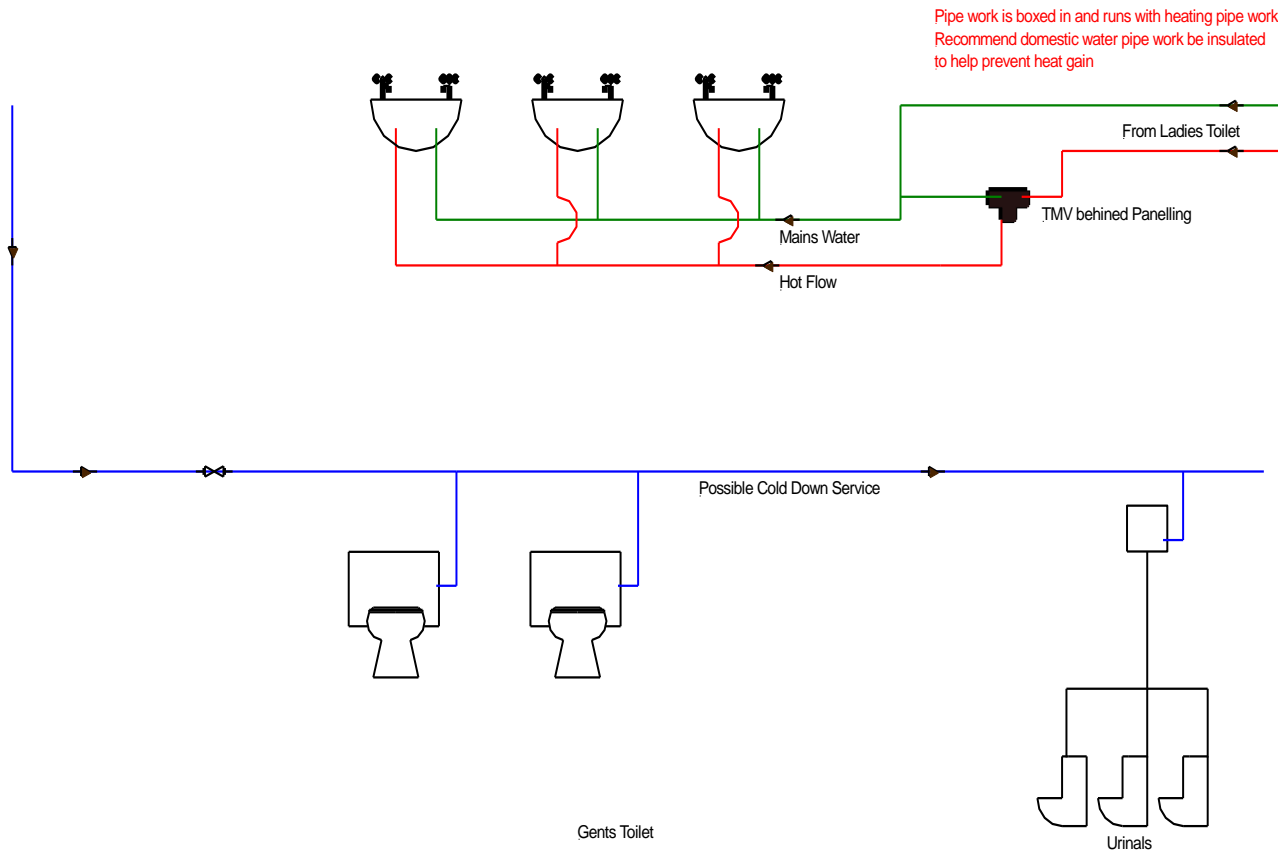 Pipe work is boxed in and runs with heating pipe work
Recommend domestic water pipe work be insulated
to help prevent heat gain
From Ladies Toilet
TMV behined Panelling
Mains Water
Hot Flow
Possible Cold Down Service
Gents Toilet
Urinals